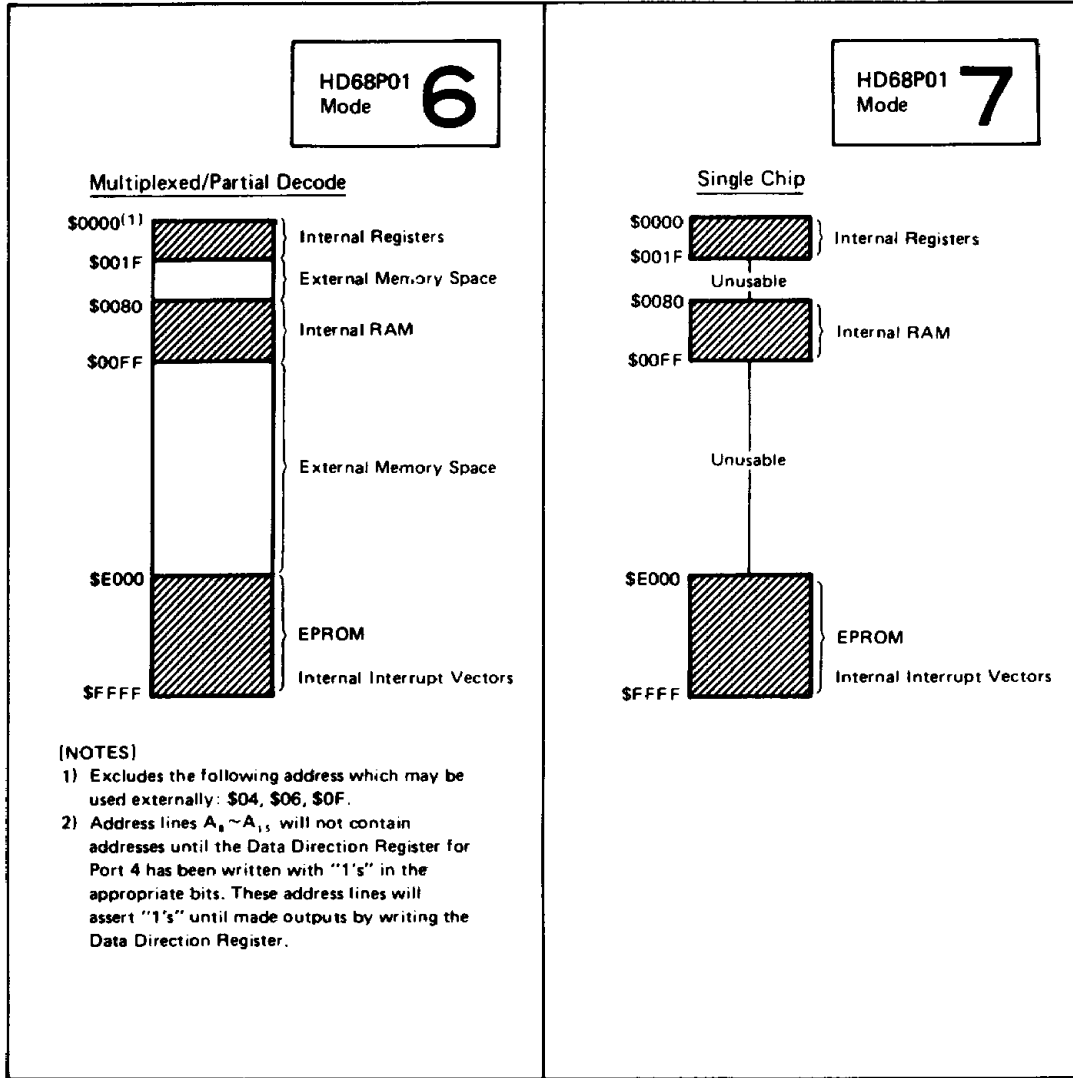 HD68P01
Mode 6
Multiplexed/Partial Decode
$0000(1)
Internal Registers
$001F
External Memory Space
$0080
Internal RAM
$00FF
External Memory Space
$E000
EPROM
Internal Interrupt Vectors
$FFFF
(NOTES)
1) Excludes the following address which may be
used externally: $04, $06, $0F.
2) Address lines A₈~A₁₅ will not contain
addresses until the Data Direction Register for
Port 4 has been written with "1's" in the
appropriate bits. These address lines will
assert "1's" until made outputs by writing the
Data Direction Register.
HD68P01
Mode 7
Single Chip
$0000
Internal Registers
$001F
Unusable
$0080
Internal RAM
$00FF
Unusable
$E000
EPROM
Internal Interrupt Vectors
$FFFF